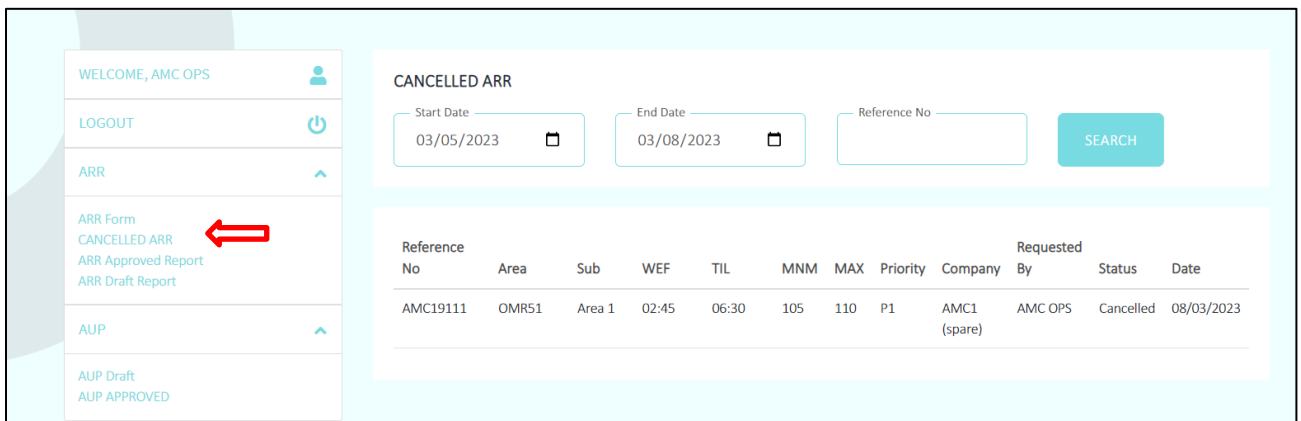 WELCOME, AMC OPS
LOGOUT
ARR
ARR Form
CANCELLED ARR
ARR Approved Report
ARR Draft Report
AUP
AUP Draft
AUP APPROVED
CANCELLED ARR
Start Date End Date Reference No
03/05/2023 03/08/2023 SEARCH
Reference Requested
No Area Sub WEF TIL MNM MAX Priority Company By Status Date
AMC19111 OMR51 Area 1 02:45 06:30 105 110 P1 AMC1 AMC OPS Cancelled 08/03/2023
(spare)